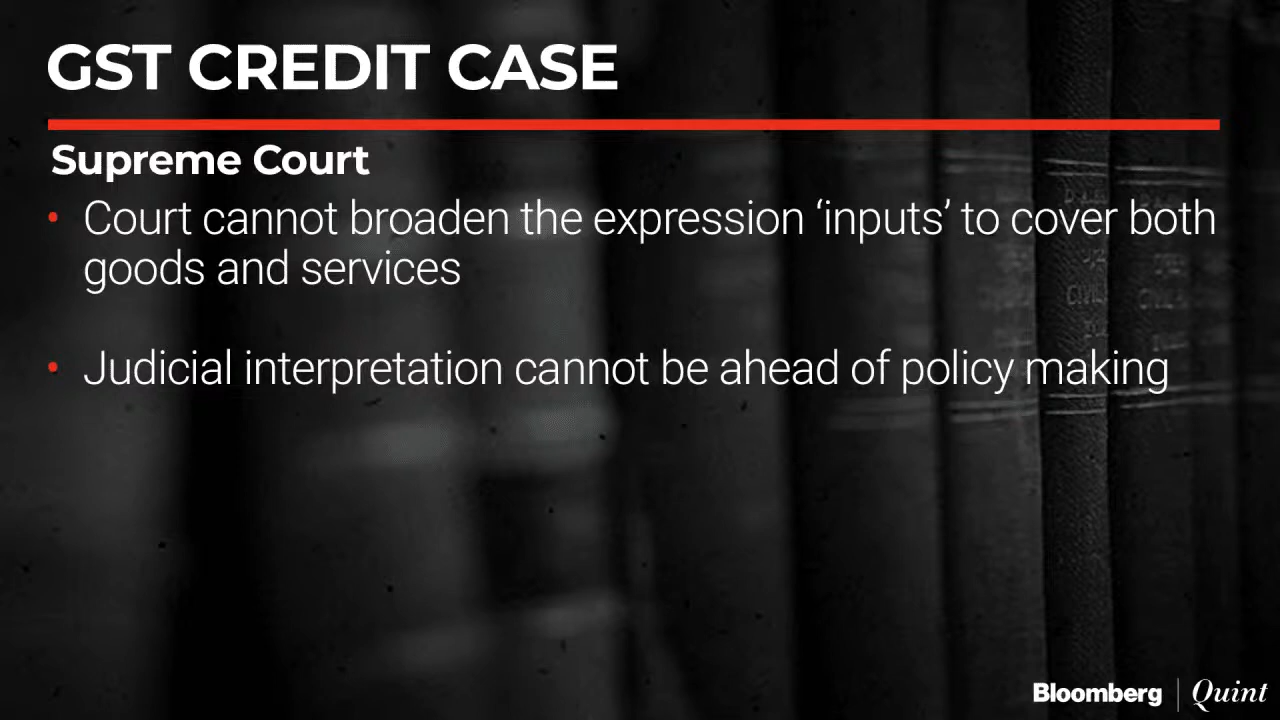 GST CREDIT CASE
Supreme Court
• Court cannot broaden the expression ‘inputs’ to cover both
goods and services
• Judicial interpretation cannot be ahead of policy making
Bloomberg | Quint